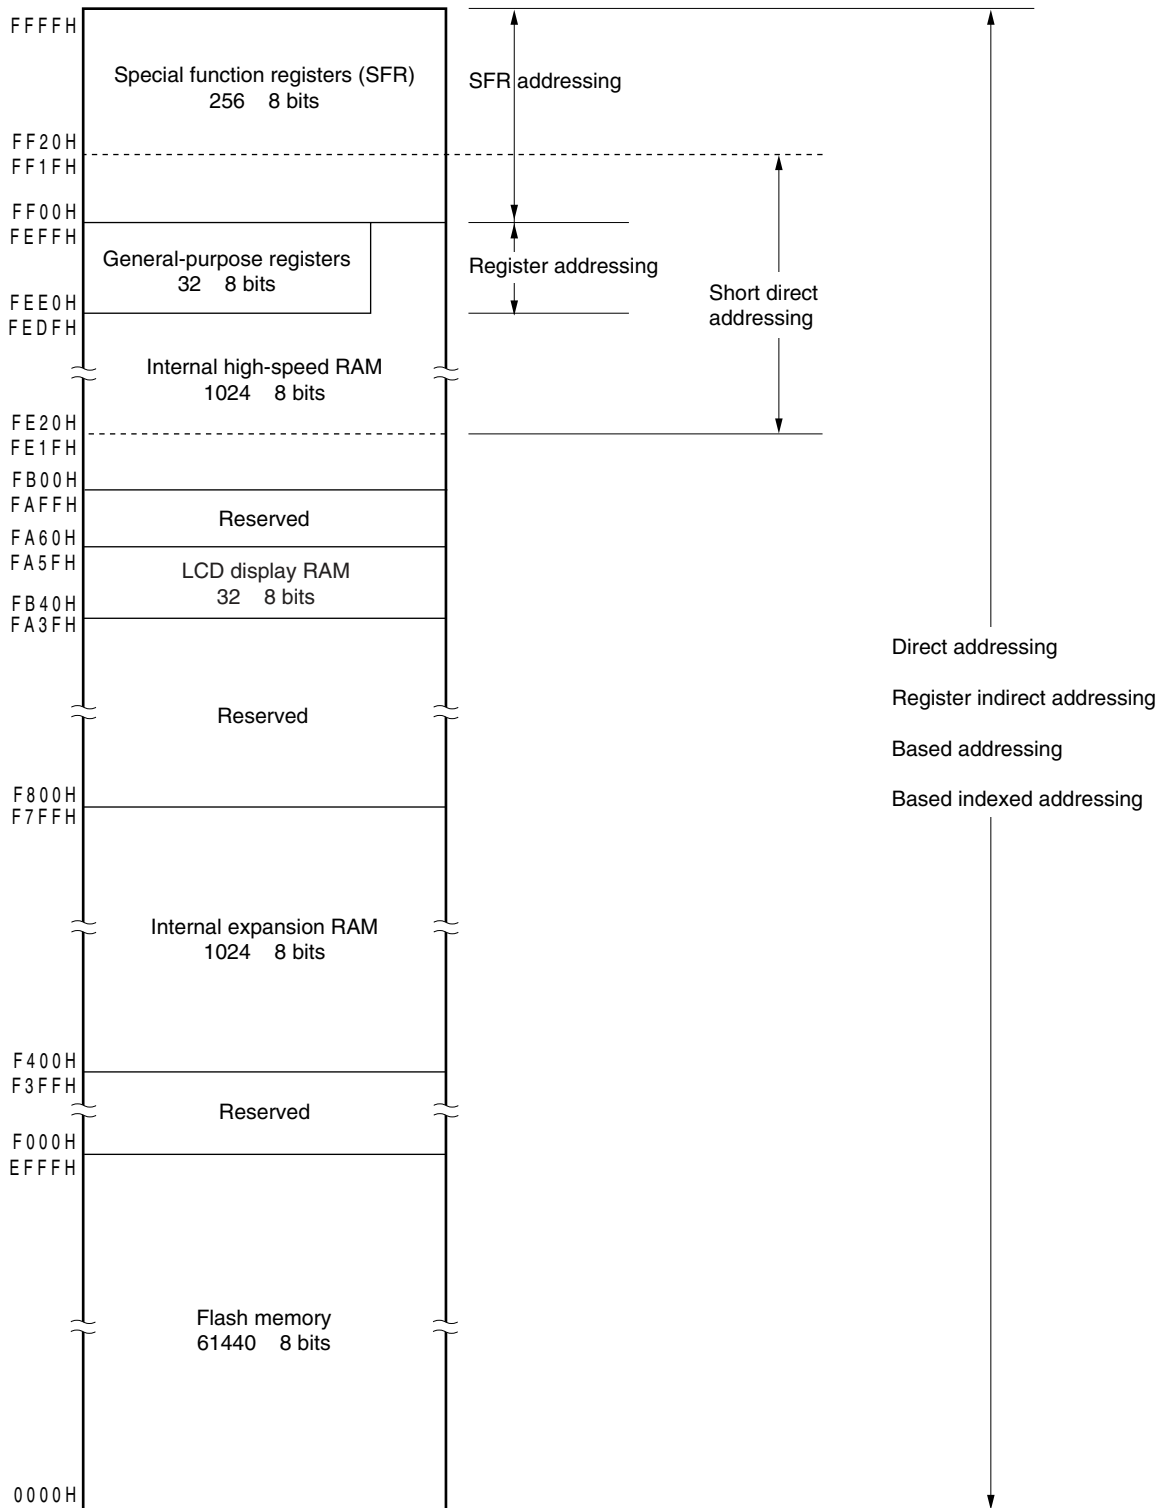 FFFFH
Special function registers (SFR)
256 8 bits
SFR addressing
FF20H
FF1FH
FF00H
FEFFH
General-purpose registers
32 8 bits
Register addressing
FEE0H
FEDFH
Short direct
addressing
Internal high-speed RAM
1024 8 bits
FE20H
FE1FH
FB00H
FAFFH
Reserved
FA60H
FA5FH
LCD display RAM
32 8 bits
FB40H
FA3FH
Direct addressing
Register indirect addressing
Based addressing
Based indexed addressing
Reserved
F800H
F7FFH
Internal expansion RAM
1024 8 bits
F400H
F3FFH
Reserved
F000H
EFFFH
Flash memory
61440 8 bits
0000H